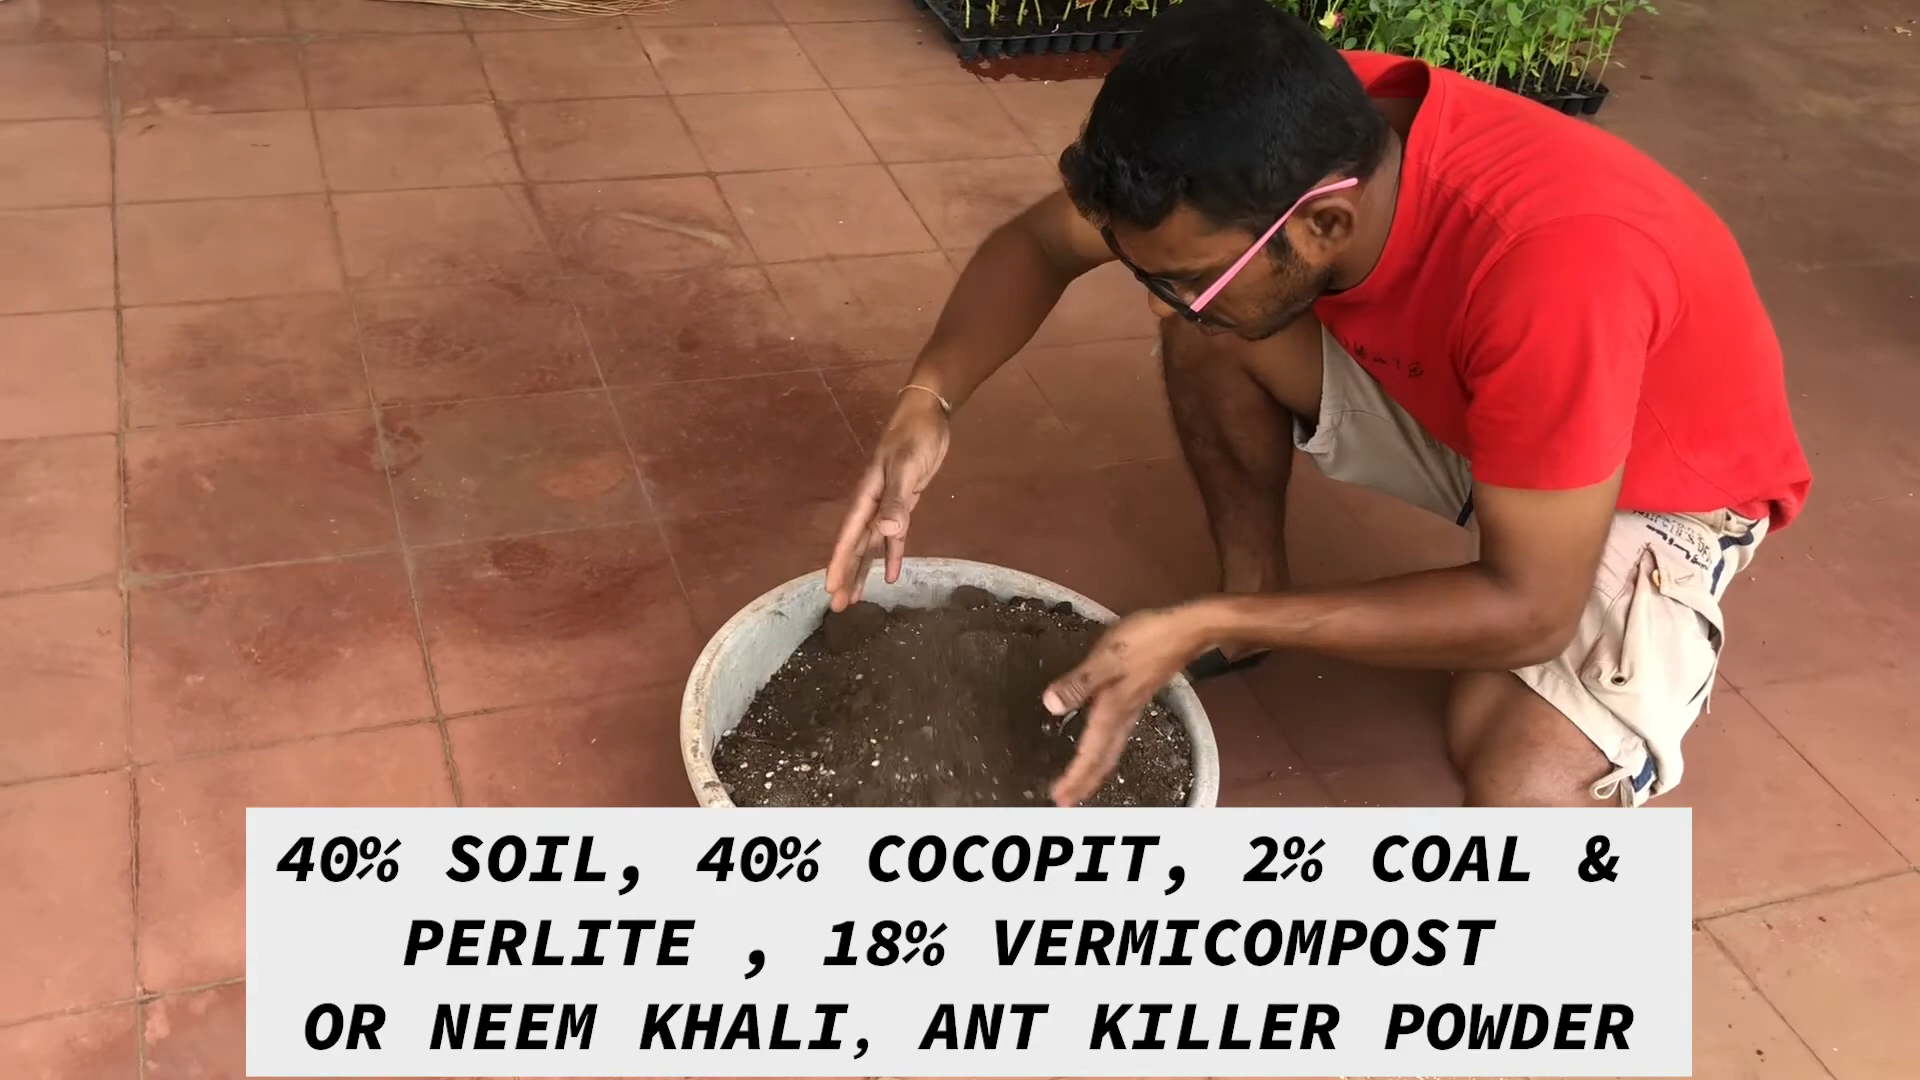 40% SOIL, 40% COCOPIT, 2% COAL &
PERLITE , 18% VERMICOMPOST
OR NEEM KHALI, ANT KILLER POWDER